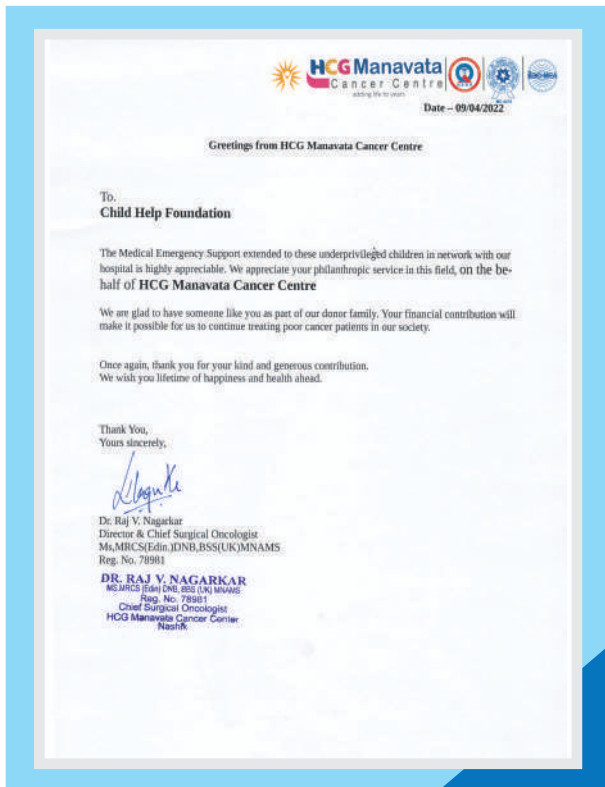 HCG Manavata
Cancer Centre
adding life to years
Date – 09/04/2022
Greetings from HCG Manavata Cancer Centre
To.
Child Help Foundation
The Medical Emergency Support extended to these underprivileged children in network with our
hospital is highly appreciable. We appreciate your philanthropic service in this field, on the be-
half of HCG Manavata Cancer Centre
We are glad to have someone like you as part of our donor family. Your financial contribution will
make it possible for us to continue treating poor cancer patients in our society.
Once again, thank you for your kind and generous contribution.
We wish you lifetime of happiness and health ahead.
Thank You,
Yours sincerely,
Dr. Raj V. Nagarkar
Director & Chief Surgical Oncologist
Ms,MRCS(Edin.)DNB,BSS(UK)MNAMS
Reg. No. 78981
DR. RAJ V. NAGARKAR
MS.MRCS (Edin) DNB, BSS (UK) MNAMS
Reg. No. 78981
Chief Surgical Oncologist
HCG Manavata Cancer Center
Nashik